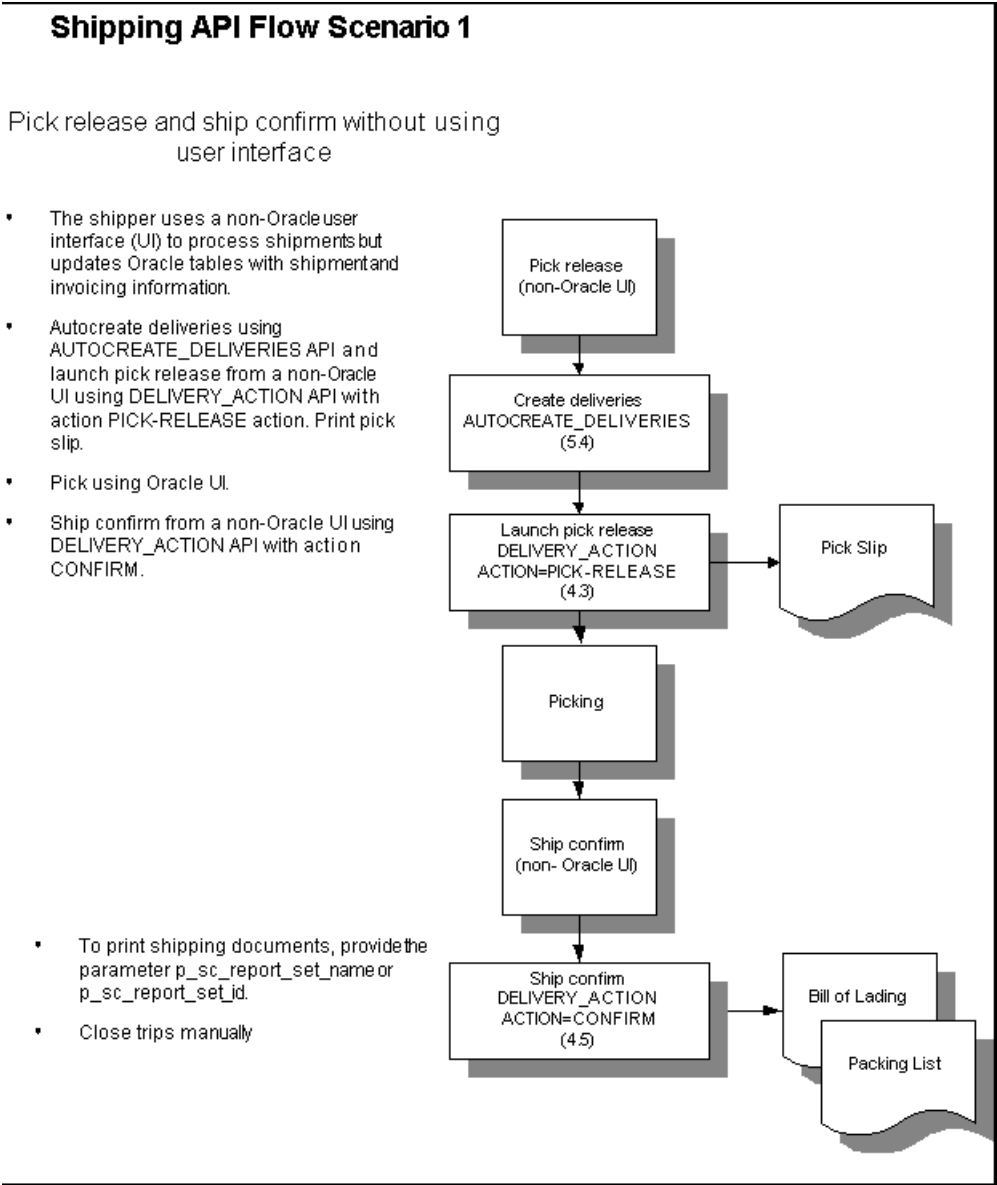 Shipping API Flow Scenario 1
Pick release and ship confirm without using
user interface
• The shipper uses a non-Oracle user
interface (UI) to process shipments but
updates Oracle tables with shipment and
invoicing information.
• Autocreate deliveries using
AUTOCREATE_DELIVERIES API and
launch pick release from a non-Oracle
UI using DELIVERY_ACTION API with
action PICK-RELEASE action. Print pick
slip.
• Pick using Oracle UI.
• Ship confirm from a non-Oracle UI using
DELIVERY_ACTION API with action
CONFIRM.
• To print shipping documents, provide the
parameter p_sc_report_set_name or
p_sc_report_set_id.
• Close trips manually
Pick release
(non-Oracle UI)
Create deliveries
AUTOCREATE_DELIVERIES
(5.4)
Launch pick release
DELIVERY_ACTION
ACTION=PICK-RELEASE
(4.3)
Pick Slip
Picking
Ship confirm
(non- Oracle UI)
Ship confirm
DELIVERY_ACTION
ACTION=CONFIRM
(4.5)
Bill of Lading
Packing List